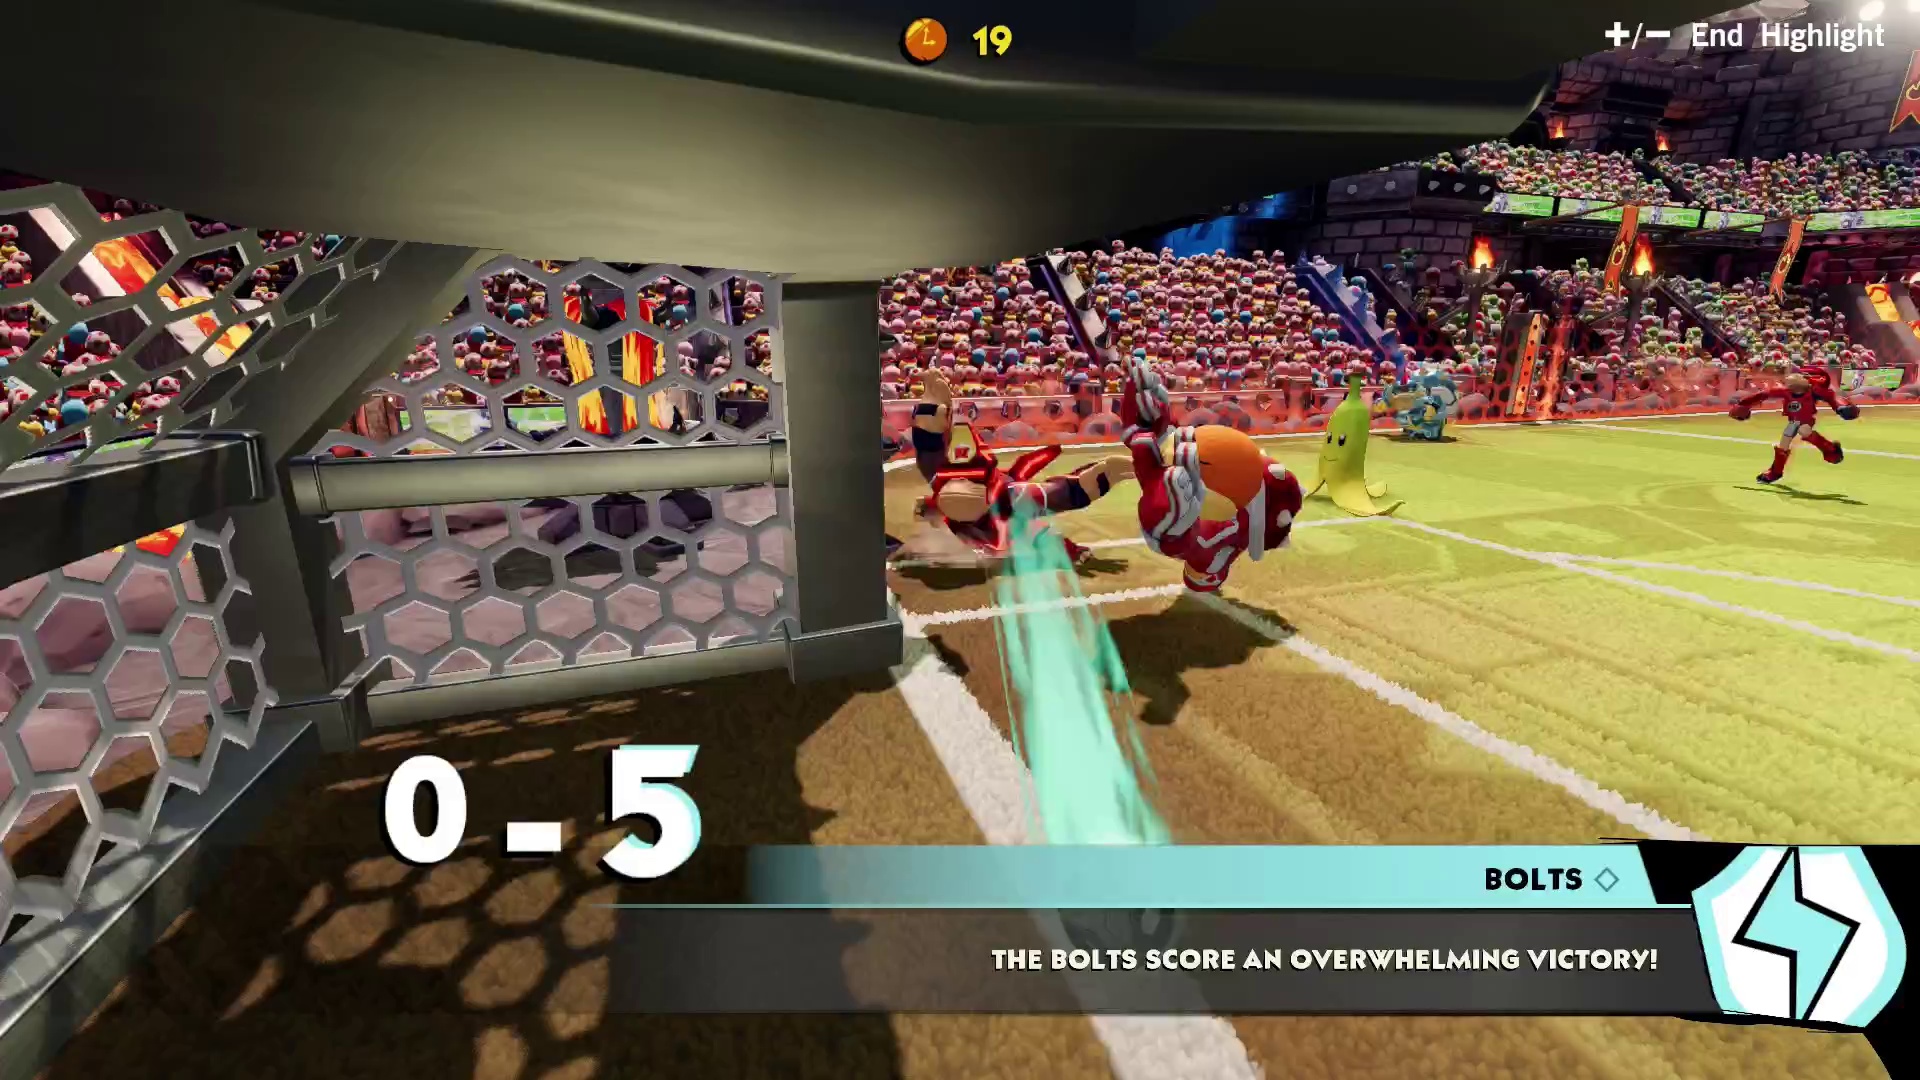 19
+/- End Highlight
0 - 5
BOLTS
THE BOLTS SCORE AN OVERWHELMING VICTORY!